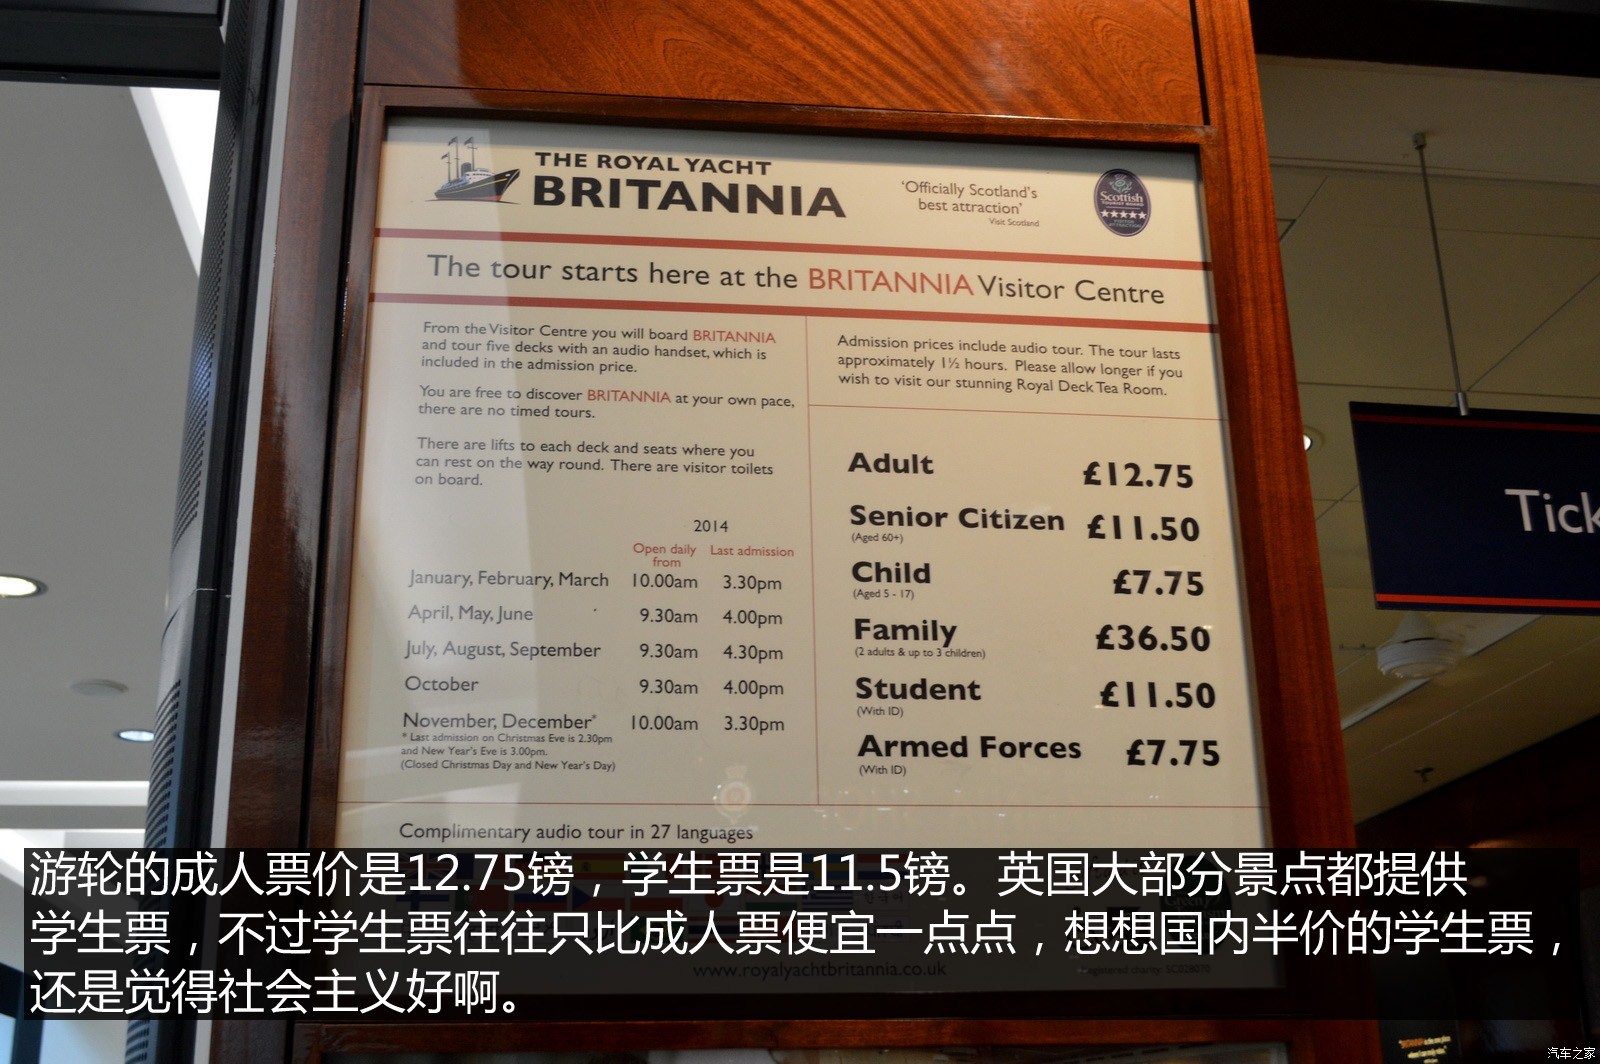 THE ROYAL YACHT
BRITANNIA
'Officially Scotland's
best attraction'
Visit Scotland
Scottish
TOURIST BOARD
★★★★★
The tour starts here at the BRITANNIA Visitor Centre
From the Visitor Centre you will board BRITANNIA
and tour five decks with an audio handset, which is
included in the admission price.
You are free to discover BRITANNIA at your own pace,
there are no timed tours.
There are lifts to each deck and seats where you
can rest on the way round. There are visitor toilets
on board.
2014
Open daily from Last admission
January, February, March 10.00am 3.30pm
April, May, June 9.30am 4.00pm
July, August, September 9.30am 4.30pm
October 9.30am 4.00pm
November, December* 10.00am 3.30pm
* Last admission on Christmas Eve is 2.30pm
and New Year's Eve is 3.00pm.
(Closed Christmas Day and New Year's Day)
Admission prices include audio tour. The tour lasts
approximately 1½ hours. Please allow longer if you
wish to visit our stunning Royal Deck Tea Room.
Adult £12.75
Senior Citizen £11.50
(Aged 60+)
Child £7.75
(Aged 5 - 17)
Family £36.50
(2 adults & up to 3 children)
Student £11.50
(With ID)
Armed Forces £7.75
(With ID)
Tick
Complimentary audio tour in 27 languages
游轮的成人票价是12.75镑，学生票是11.5镑。英国大部分景点都提供
学生票，不过学生票往往只比成人票便宜一点点，想想国内半价的学生票，
还是觉得社会主义好啊。
www.royalyachtbritannia.co.uk
汽车之家